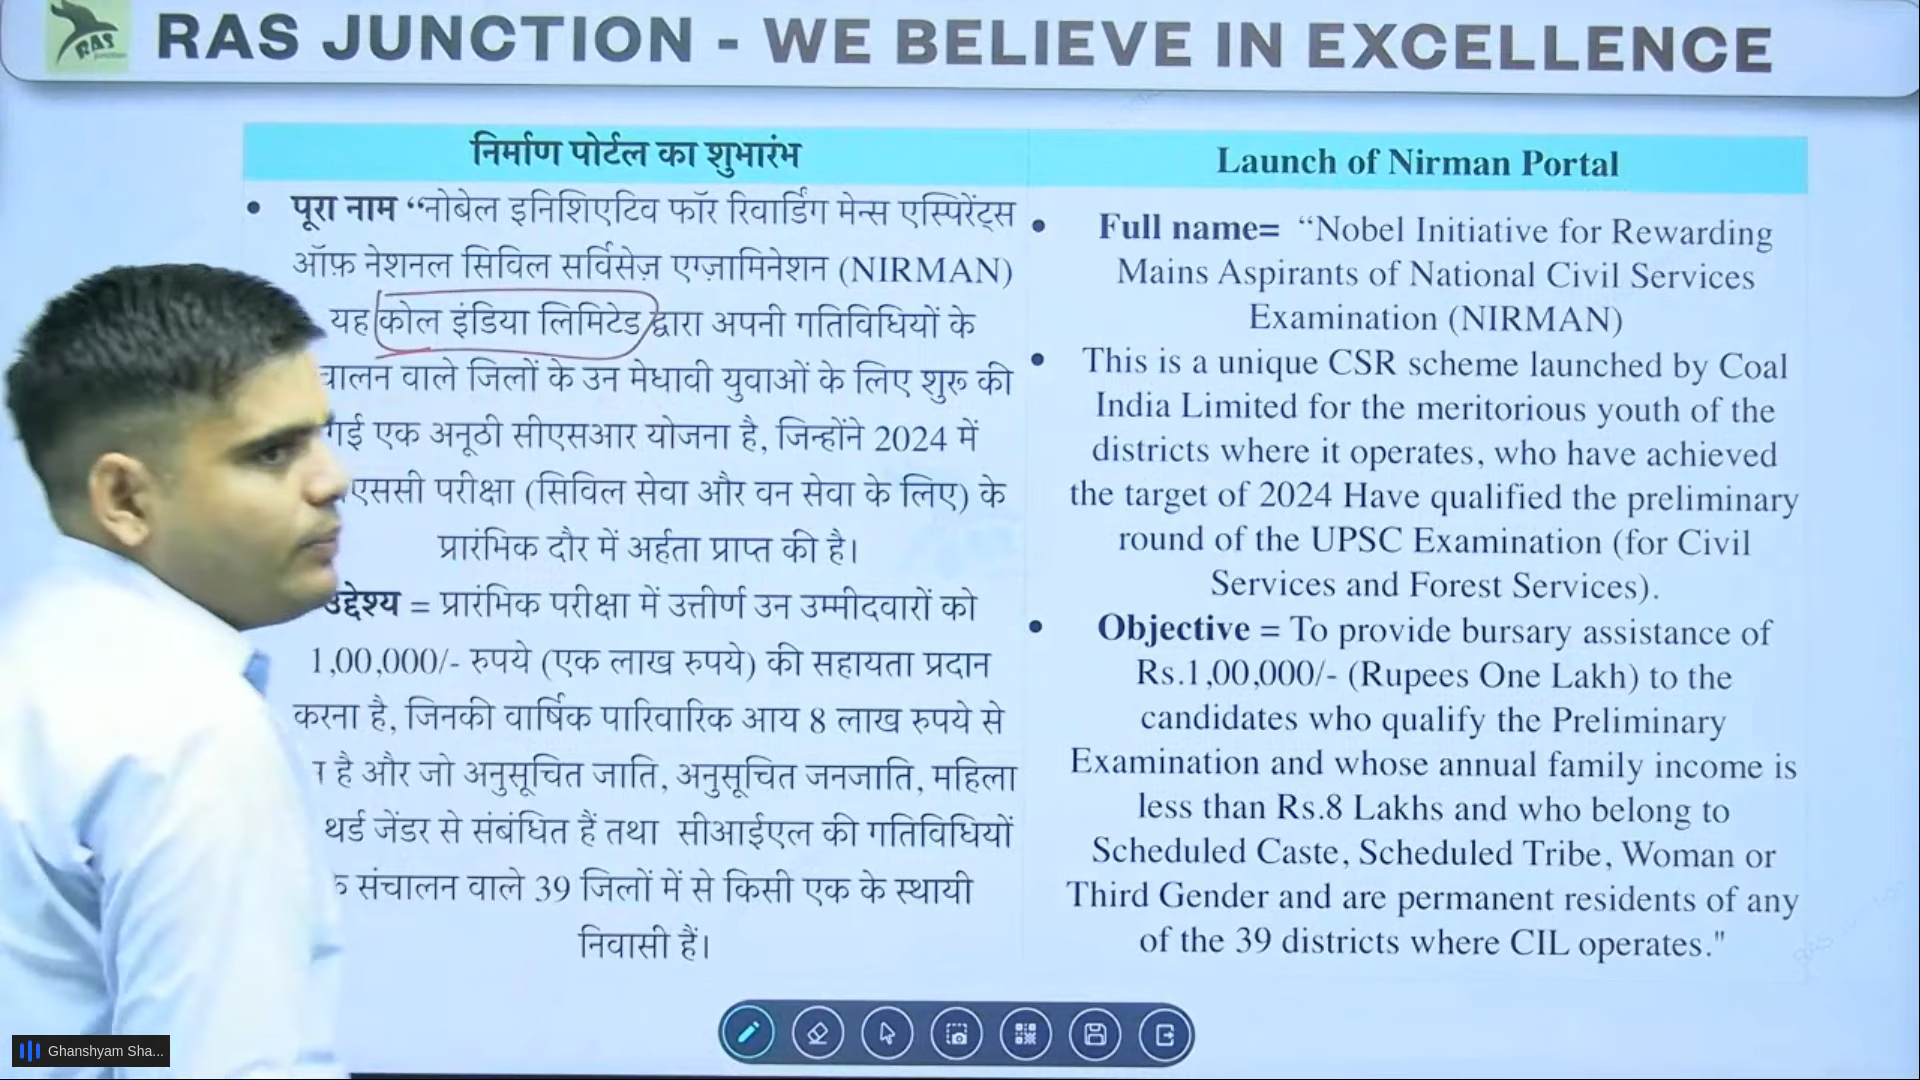 RAS JUNCTION - WE BELIEVE IN EXCELLENCE
RAS
निर्माण पोर्टल का शुभारंभ
• पूरा नाम “नोबेल इनिशिएटिव फॉर रिवार्डिंग मेन्स एस्पिरेंट्स
ऑफ़ नेशनल सिविल सर्विसेज़ एग्ज़ामिनेशन (NIRMAN)
यह कोल इंडिया लिमिटेड द्वारा अपनी गतिविधियों के
वाले जिलों के उन मेधावी युवाओं के लिए शुरू की
एक अनूठी सीएसआर योजना है, जिन्होंने 2024 में
परीक्षा (सिविल सेवा और वन सेवा के लिए) के
प्रारंभिक दौर में अर्हता प्राप्त की है।
उद्देश्य = प्रारंभिक परीक्षा में उत्तीर्ण उन उम्मीदवारों को
1,00,000/- रुपये (एक लाख रुपये) की सहायता प्रदान
करना है, जिनकी वार्षिक पारिवारिक आय 8 लाख रुपये से
है और जो अनुसूचित जाति, अनुसूचित जनजाति, महिला
थर्ड जेंडर से संबंधित हैं तथा सीआईएल की गतिविधियों
संचालन वाले 39 जिलों में से किसी एक के स्थायी
निवासी हैं।
Launch of Nirman Portal
• Full name= “Nobel Initiative for Rewarding
Mains Aspirants of National Civil Services
Examination (NIRMAN)
• This is a unique CSR scheme launched by Coal
India Limited for the meritorious youth of the
districts where it operates, who have achieved
the target of 2024 Have qualified the preliminary
round of the UPSC Examination (for Civil
Services and Forest Services).
• Objective = To provide bursary assistance of
Rs.1,00,000/- (Rupees One Lakh) to the
candidates who qualify the Preliminary
Examination and whose annual family income is
less than Rs.8 Lakhs and who belong to
Scheduled Caste, Scheduled Tribe, Woman or
Third Gender and are permanent residents of any
of the 39 districts where CIL operates."
Ghanshyam Sha...